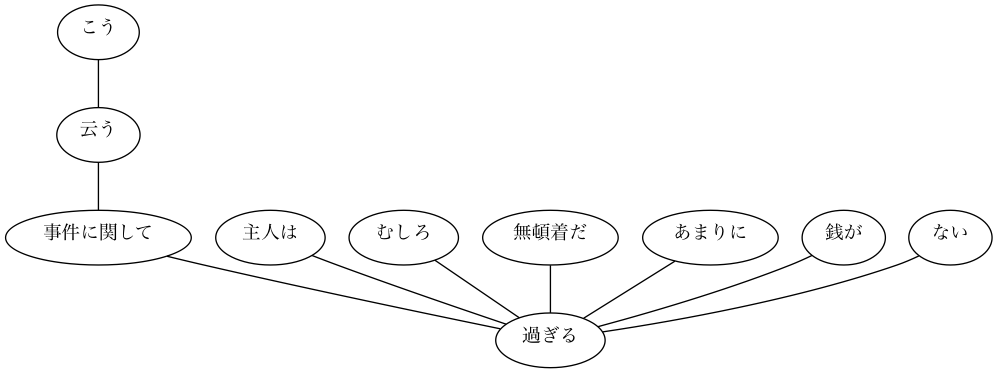 こう
云う
事件に関して
主人は
むしろ
無頓着だ
あまりに
銭が
ない
過ぎる